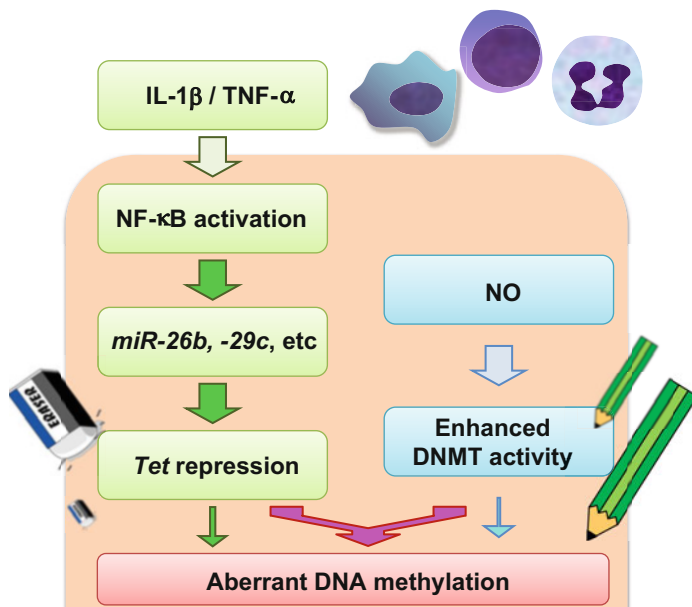 IL-1β / TNF-α
NF-κB activation
NO
miR-26b, -29c, etc
ERASER
Enhanced
DNMT activity
Tet repression
Aberrant DNA methylation